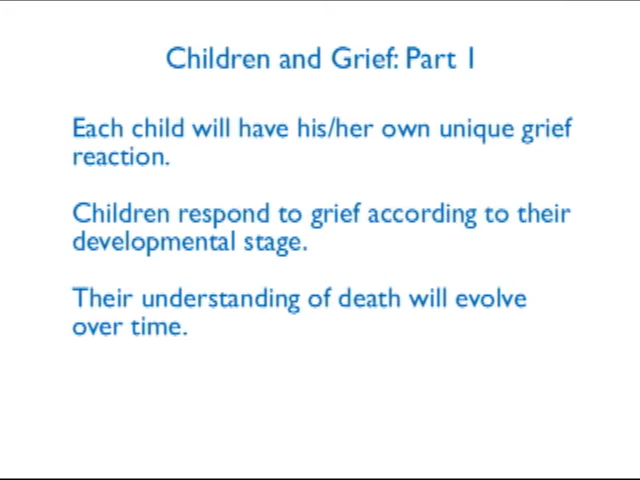 Children and Grief: Part 1
Each child will have his/her own unique grief
reaction.
Children respond to grief according to their
developmental stage.
Their understanding of death will evolve
over time.